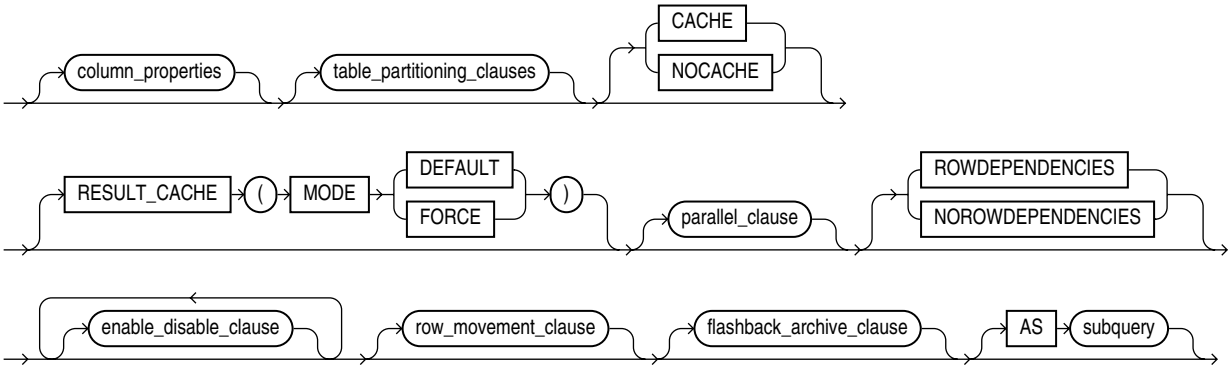 column_properties table_partitioning_clauses CACHE
NOCACHE
RESULT_CACHE ( MODE DEFAULT )
FORCE
parallel_clause ROWDEPENDENCIES
NOROWDEPENDENCIES
enable_disable_clause row_movement_clause flashback_archive_clause AS subquery